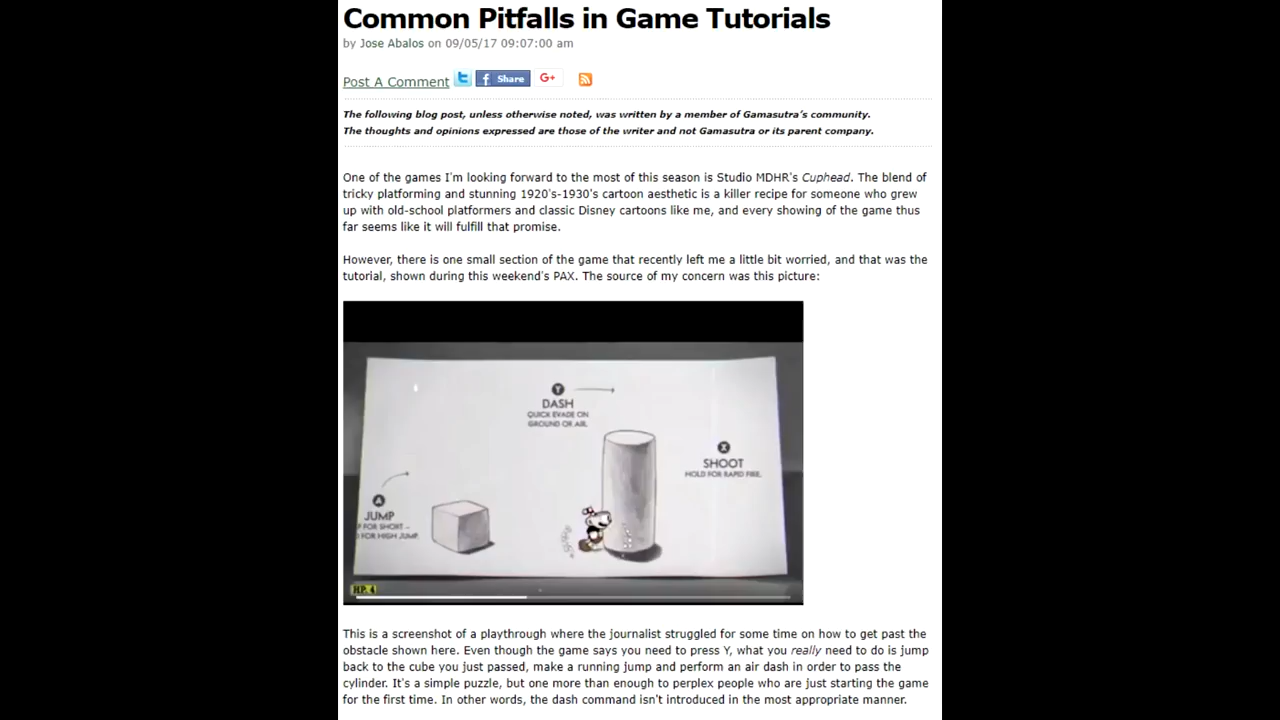 Common Pitfalls in Game Tutorials
by Jose Abalos on 09/05/17 09:07:00 am
Post A Comment
Share
G+
The following blog post, unless otherwise noted, was written by a member of Gamasutra's community.
The thoughts and opinions expressed are those of the writer and not Gamasutra or its parent company.
One of the games I'm looking forward to the most of this season is Studio MDHR's Cuphead. The blend of
tricky platforming and stunning 1920's-1930's cartoon aesthetic is a killer recipe for someone who grew
up with old-school platformers and classic Disney cartoons like me, and every showing of the game thus
far seems like it will fulfill that promise.
However, there is one small section of the game that recently left me a little bit worried, and that was the
tutorial, shown during this weekend's PAX. The source of my concern was this picture:
Y
DASH
QUICK EVADE ON
GROUND OR AIR.
X
SHOOT
HOLD FOR RAPID FIRE.
A
JUMP
P FOR SHORT –
FOR HIGH JUMP.
HP. 4
This is a screenshot of a playthrough where the journalist struggled for some time on how to get past the
obstacle shown here. Even though the game says you need to press Y, what you really need to do is jump
back to the cube you just passed, make a running jump and perform an air dash in order to pass the
cylinder. It's a simple puzzle, but one more than enough to perplex people who are just starting the game
for the first time. In other words, the dash command isn't introduced in the most appropriate manner.